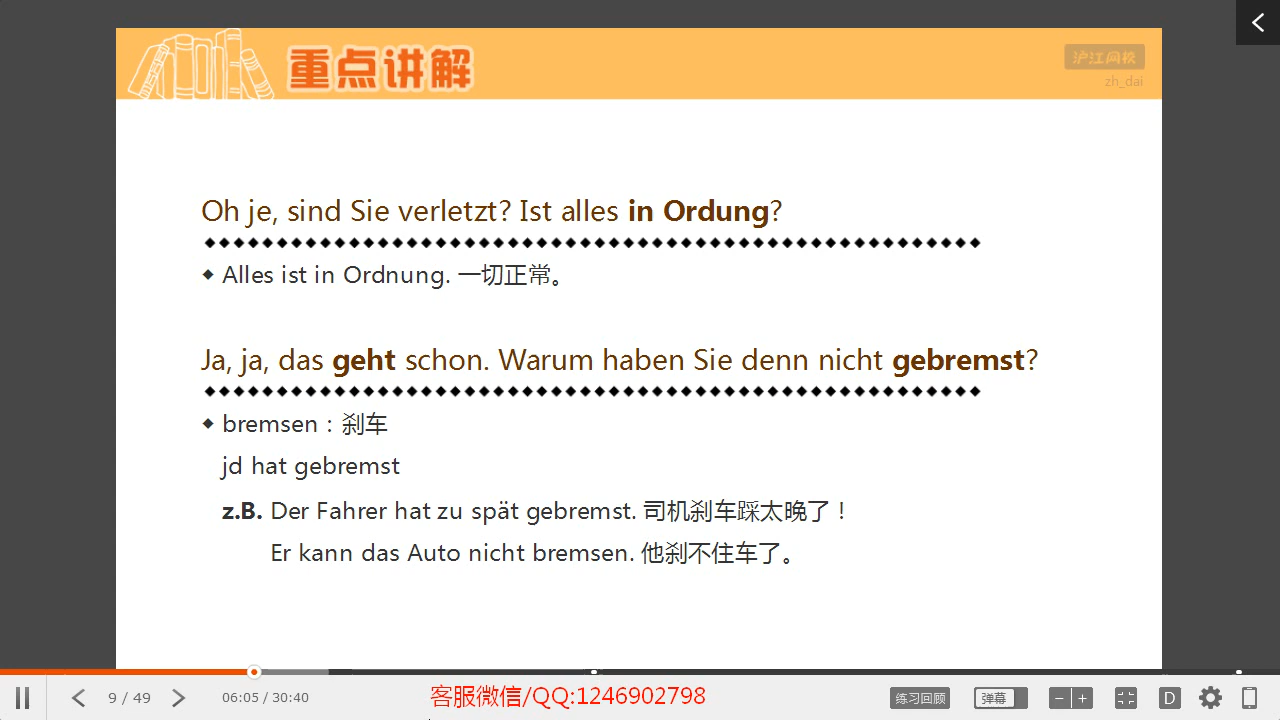 重点讲解
沪江网校
zh_dai
Oh je, sind Sie verletzt? Ist alles in Ordung?
Alles ist in Ordnung. 一切正常。
Ja, ja, das geht schon. Warum haben Sie denn nicht gebremst?
bremsen：刹车
jd hat gebremst
z.B. Der Fahrer hat zu spät gebremst. 司机刹车踩太晚了！
Er kann das Auto nicht bremsen. 他刹不住车了。
9 / 49 06:05 / 30:40 客服微信/QQ:1246902798 练习回顾 弹幕 D